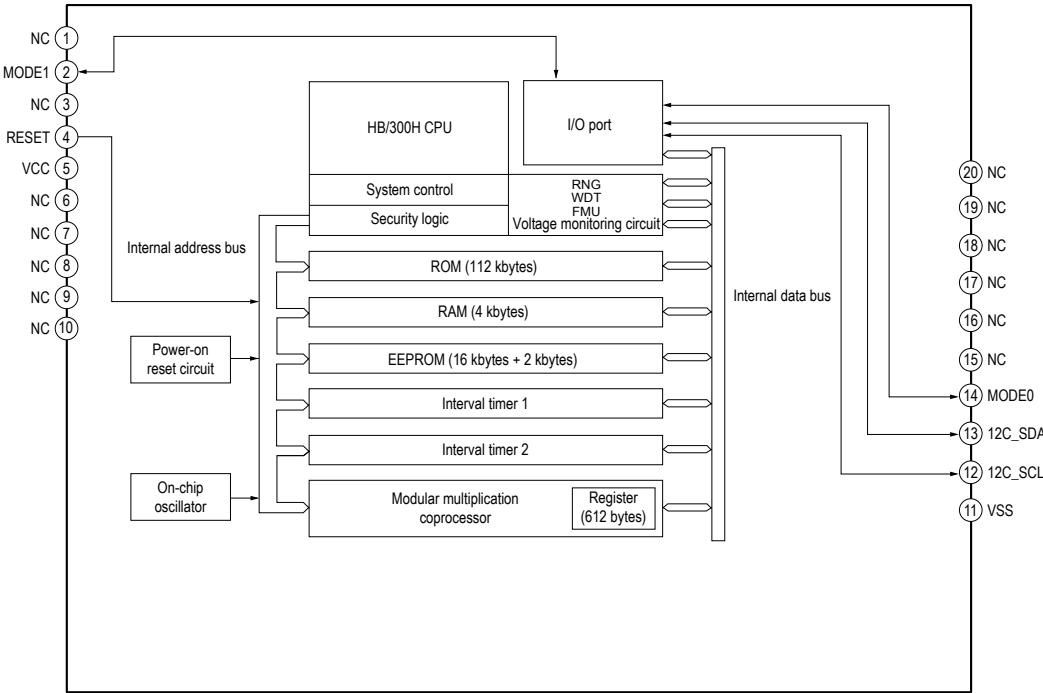 NC 1
MODE1 2
NC 3
RESET 4
VCC 5
NC 6
NC 7
NC 8
NC 9
NC 10
HB/300H CPU
I/O port
System control
Security logic
RNG
WDT
FMU
Voltage monitoring circuit
Internal address bus
ROM (112 kbytes)
RAM (4 kbytes)
EEPROM (16 kbytes + 2 kbytes)
Interval timer 1
Interval timer 2
Modular multiplication
coprocessor
Register
(612 bytes)
Power-on
reset circuit
On-chip
oscillator
Internal data bus
20 NC
19 NC
18 NC
17 NC
16 NC
15 NC
14 MODE0
13 12C_SDA
12 12C_SCL
11 VSS